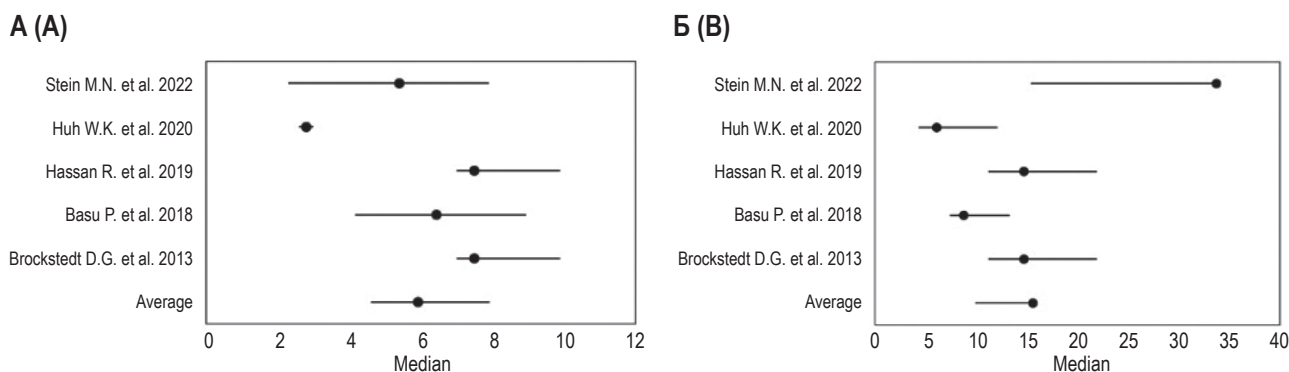 А (A)
Stein M.N. et al. 2022
Huh W.K. et al. 2020
Hassan R. et al. 2019
Basu P. et al. 2018
Brockstedt D.G. et al. 2013
Average
0 2 4 6 8 10 12
Median
Б (B)
Stein M.N. et al. 2022
Huh W.K. et al. 2020
Hassan R. et al. 2019
Basu P. et al. 2018
Brockstedt D.G. et al. 2013
Average
0 5 10 15 20 25 30 35 40
Median